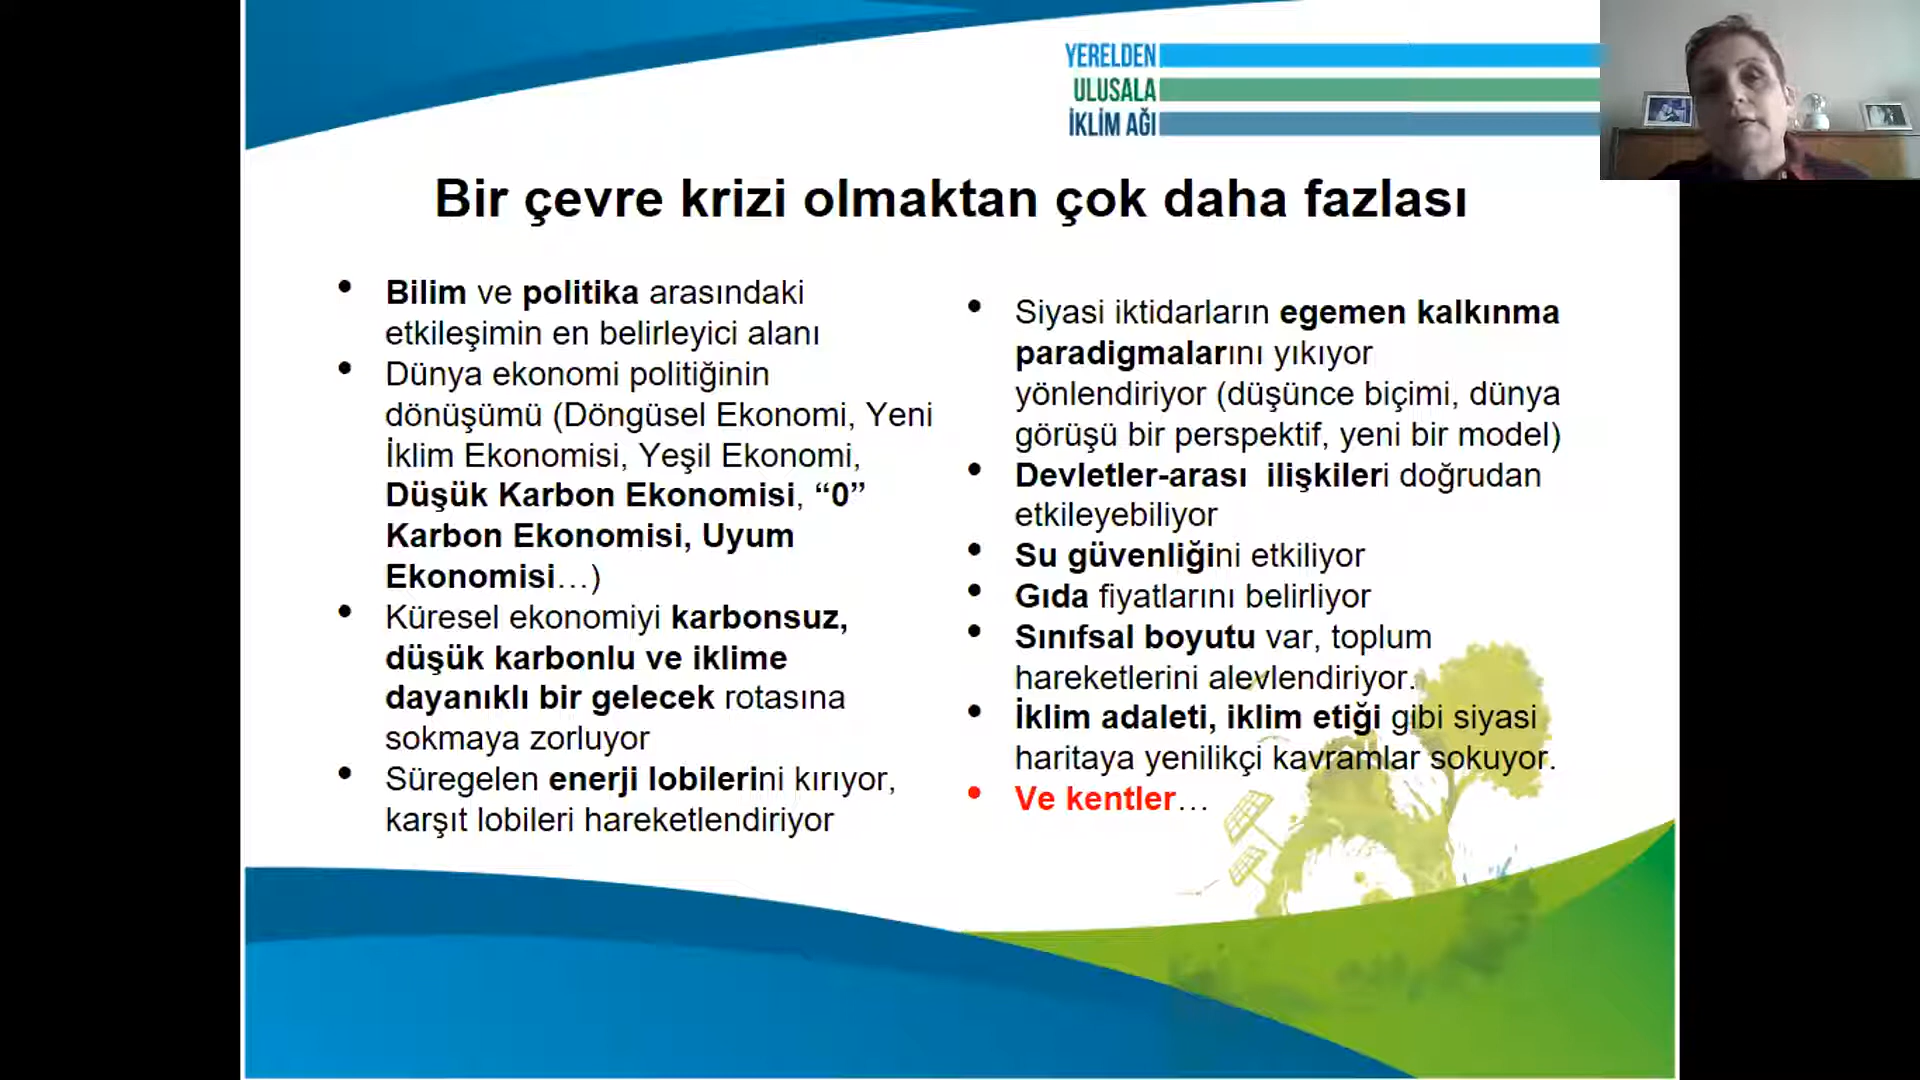 YERELDEN
ULUSALA
İKLİM AĞI
Bir çevre krizi olmaktan çok daha fazlası
• Bilim ve politika arasındaki
etkileşimin en belirleyici alanı
• Dünya ekonomi politiğinin
dönüşümü (Döngüsel Ekonomi, Yeni
İklim Ekonomisi, Yeşil Ekonomi,
Düşük Karbon Ekonomisi, “0”
Karbon Ekonomisi, Uyum
Ekonomisi…)
• Küresel ekonomiyi karbonsuz,
düşük karbonlu ve iklime
dayanıklı bir gelecek rotasına
sokmaya zorluyor
• Süregelen enerji lobilerini kırıyor,
karşıt lobileri hareketlendiriyor
• Siyasi iktidarların egemen kalkınma
paradigmalarını yıkıyor
yönlendiriyor (düşünce biçimi, dünya
görüşü bir perspektif, yeni bir model)
• Devletler-arası ilişkileri doğrudan
etkileyebiliyor
• Su güvenliğini etkiliyor
• Gıda fiyatlarını belirliyor
• Sınıfsal boyutu var, toplum
hareketlerini alevlendiriyor.
• İklim adaleti, iklim etiği gibi siyasi
haritaya yenilikçi kavramlar sokuyor.
• Ve kentler…